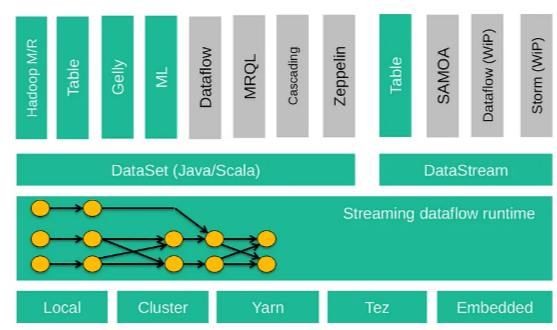 Hadoop M/R
Table
Gelly
ML
Dataflow
MRQL
Cascading
Zeppelin
Table
SAMOA
Dataflow (WiP)
Storm (WiP)
DataSet (Java/Scala)
DataStream
Streaming dataflow runtime
Local
Cluster
Yarn
Tez
Embedded